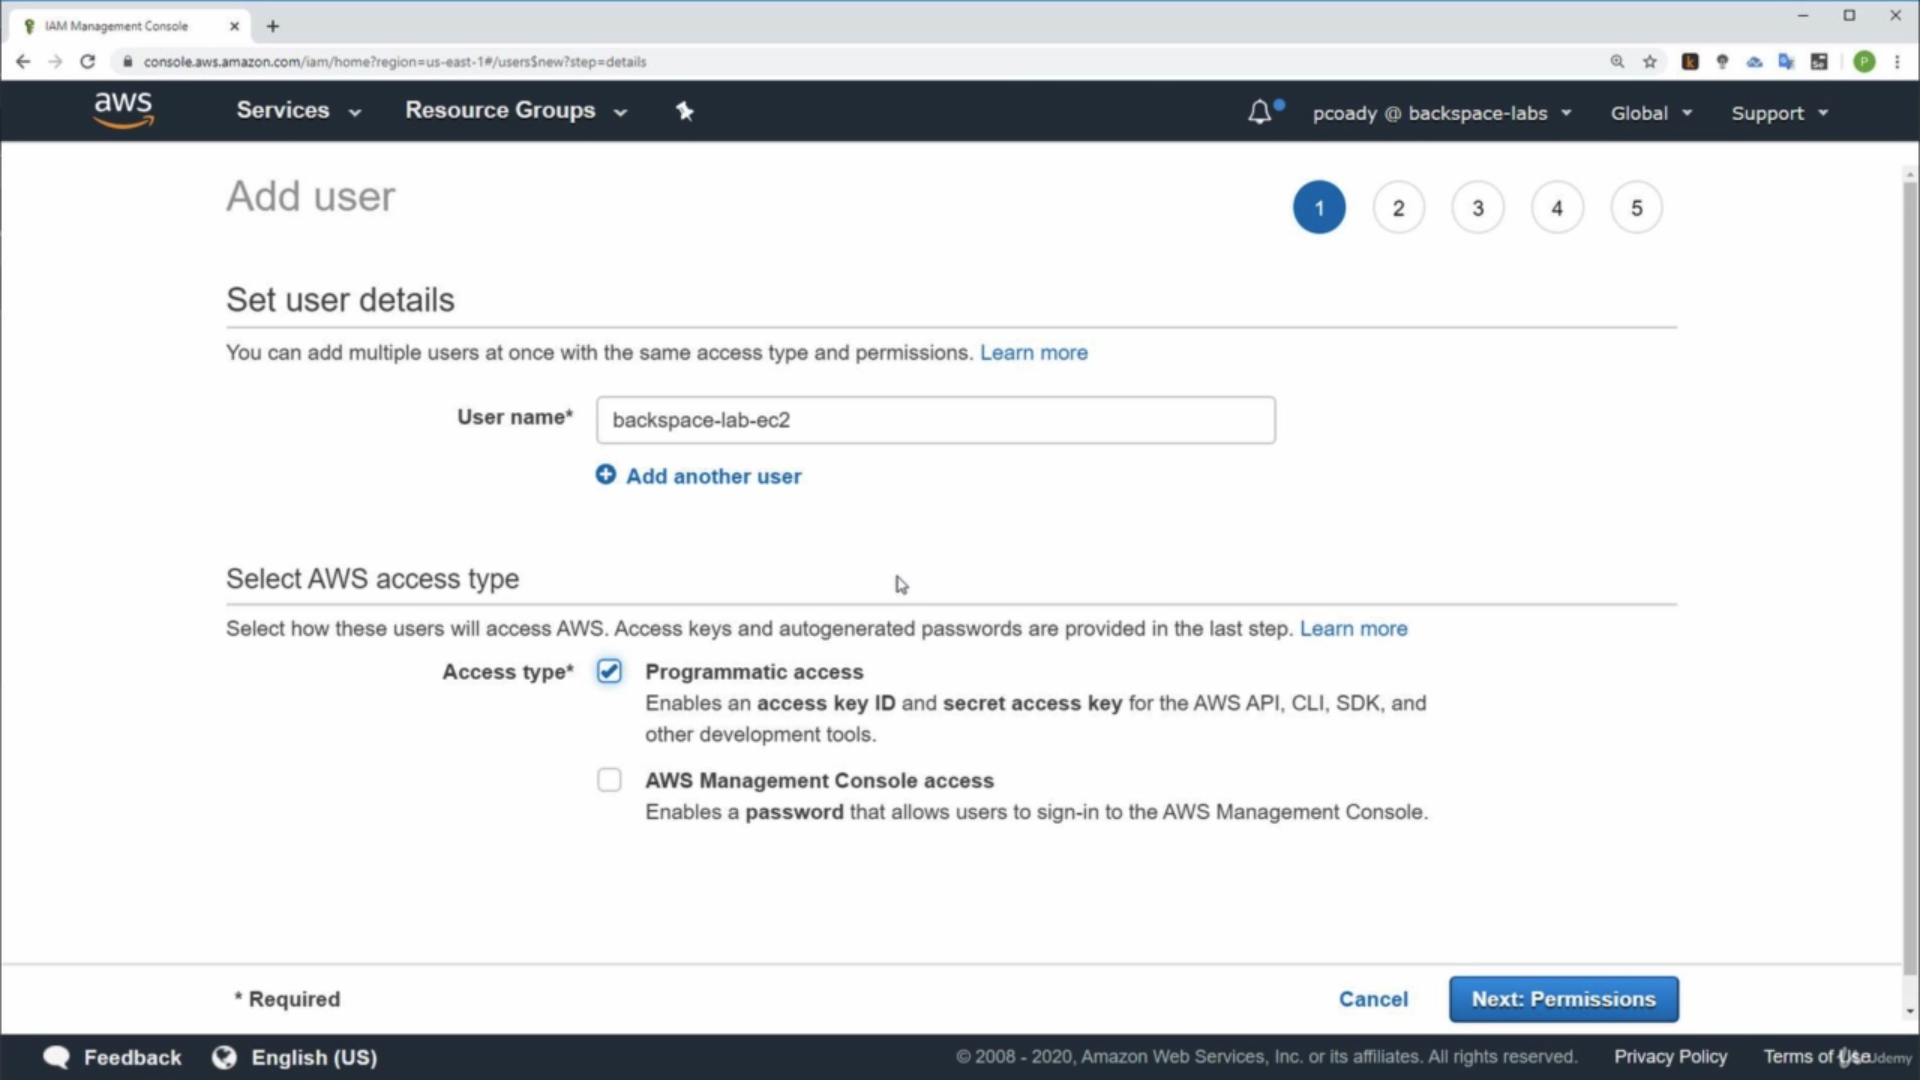 IAM Management Console
console.aws.amazon.com/iam/home?region=us-east-1#/users$new?step=details
P
aws
Services
Resource Groups
pcoady @ backspace-labs
Global
Support
Add user
1
2
3
4
5
Set user details
You can add multiple users at once with the same access type and permissions. Learn more
User name*
backspace-lab-ec2
Add another user
Select AWS access type
Select how these users will access AWS. Access keys and autogenerated passwords are provided in the last step. Learn more
Access type*
Programmatic access
Enables an access key ID and secret access key for the AWS API, CLI, SDK, and
other development tools.
AWS Management Console access
Enables a password that allows users to sign-in to the AWS Management Console.
* Required
Cancel
Next: Permissions
Feedback
English (US)
© 2008 - 2020, Amazon Web Services, Inc. or its affiliates. All rights reserved.
Privacy Policy
Terms of Use
Udemy